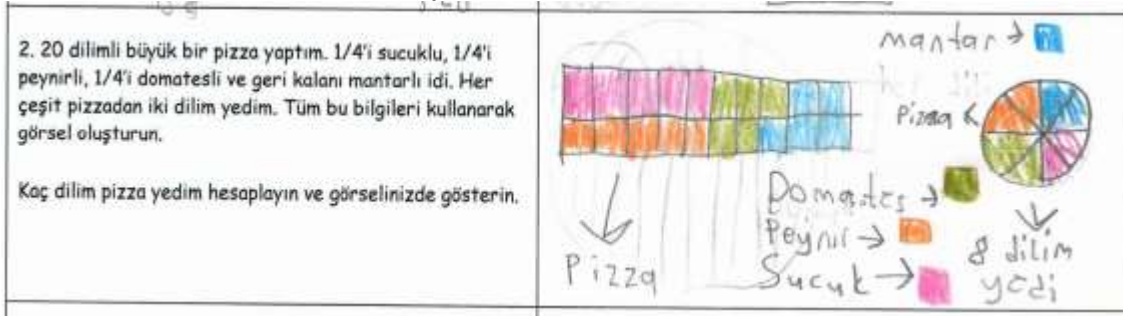 2. 20 dilimli büyük bir pizza yaptım. 1/4'i sucuklu, 1/4'i
peynirli, 1/4'i domatesli ve geri kalanı mantarlı idi. Her
çeşit pizzadan iki dilim yedim. Tüm bu bilgileri kullanarak
görsel oluşturun.
Kaç dilim pizza yedim hesaplayın ve görselinizde gösterin.
mantar
Pizza
Domates
Peynir
Sucuk
8 dilim
yedi
Pizza